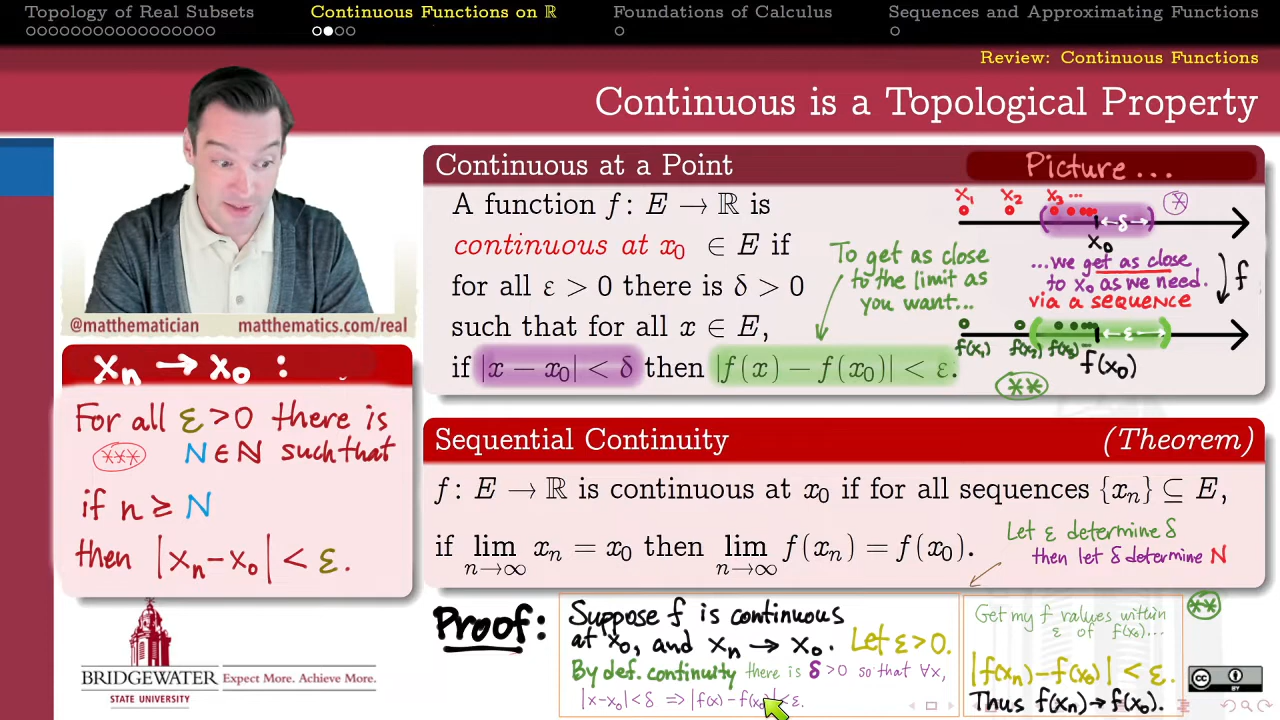 Topology of Real Subsets
Continuous Functions on ℝ
Foundations of Calculus
Sequences and Approximating Functions
Review: Continuous Functions
Continuous is a Topological Property
@matthematician matthematics.com/real
xₙ → x₀ :
For all ε > 0 there is
*** N ∈ ℕ such that
if n ≥ N
then |xₙ − x₀| < ε.
BRIDGEWATER
STATE UNIVERSITY
Expect More. Achieve More.
Continuous at a Point
A function f : E → ℝ is
continuous at x₀ ∈ E if
for all ε > 0 there is δ > 0
such that for all x ∈ E,
if |x − x₀| < δ then |f(x) − f(x₀)| < ε.
To get as close
to the limit as
you want...
Picture ...
x₁ x₂ x₃ ... *
δ
x₀
...we get as close
to x₀ as we need.
via a sequence
f
ε
f(x₁) f(x₂) f(x₃) ...
f(x₀)
**
Sequential Continuity (Theorem)
f : E → ℝ is continuous at x₀ if for all sequences {xₙ} ⊆ E,
if lim n→∞ xₙ = x₀ then lim n→∞ f(xₙ) = f(x₀).
Let ε determine δ
then let δ determine N
Proof:
Suppose f is continuous
at x₀, and xₙ → x₀. Let ε > 0.
By def. continuity there is δ > 0 so that ∀x,
|x − x₀| < δ ⇒ |f(x) − f(x₀)| < ε.
Get my f values within
ε of f(x₀)...
**
|f(xₙ) − f(x₀)| < ε.
Thus f(xₙ) → f(x₀).
CC BY